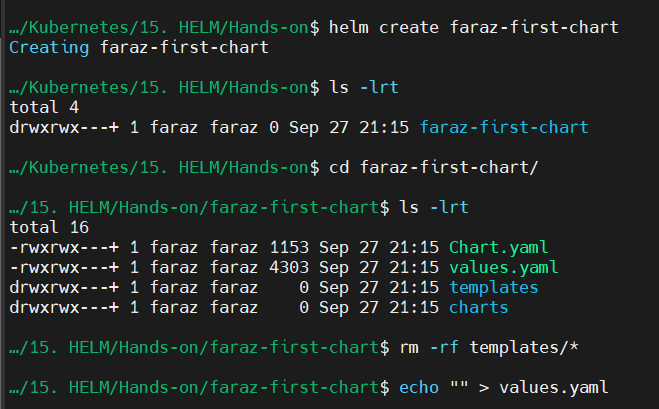 …/Kubernetes/15. HELM/Hands-on$ helm create faraz-first-chart
Creating faraz-first-chart
…/Kubernetes/15. HELM/Hands-on$ ls -lrt
total 4
drwxrwx---+ 1 faraz faraz 0 Sep 27 21:15 faraz-first-chart
…/Kubernetes/15. HELM/Hands-on$ cd faraz-first-chart/
…/15. HELM/Hands-on/faraz-first-chart$ ls -lrt
total 16
-rwxrwx---+ 1 faraz faraz 1153 Sep 27 21:15 Chart.yaml
-rwxrwx---+ 1 faraz faraz 4303 Sep 27 21:15 values.yaml
drwxrwx---+ 1 faraz faraz    0 Sep 27 21:15 templates
drwxrwx---+ 1 faraz faraz    0 Sep 27 21:15 charts
…/15. HELM/Hands-on/faraz-first-chart$ rm -rf templates/*
…/15. HELM/Hands-on/faraz-first-chart$ echo "" > values.yaml